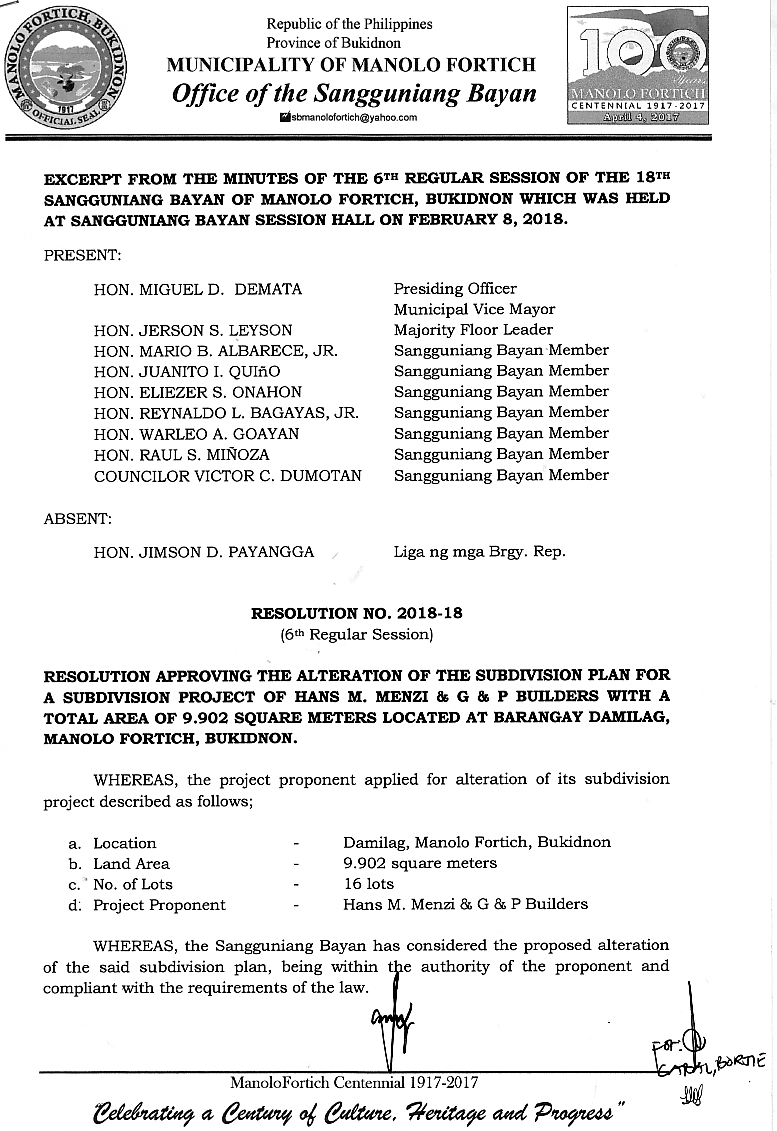 Republic of the Philippines
Province of Bukidnon
MUNICIPALITY OF MANOLO FORTICH
Office of the Sangguniang Bayan
sbmanolofortich@yahoo.com
MANOLO FORTICH, BUKIDNON
1917
OFFICIAL SEAL
100
Years
MANOLO FORTICH
CENTENNIAL 1917-2017
April 4, 2017
EXCERPT FROM THE MINUTES OF THE 6TH REGULAR SESSION OF THE 18TH
SANGGUNIANG BAYAN OF MANOLO FORTICH, BUKIDNON WHICH WAS HELD
AT SANGGUNIANG BAYAN SESSION HALL ON FEBRUARY 8, 2018.
PRESENT:
HON. MIGUEL D. DEMATA Presiding Officer
Municipal Vice Mayor
HON. JERSON S. LEYSON Majority Floor Leader
HON. MARIO B. ALBARECE, JR. Sangguniang Bayan Member
HON. JUANITO I. QUIñO Sangguniang Bayan Member
HON. ELIEZER S. ONAHON Sangguniang Bayan Member
HON. REYNALDO L. BAGAYAS, JR. Sangguniang Bayan Member
HON. WARLEO A. GOAYAN Sangguniang Bayan Member
HON. RAUL S. MIÑOZA Sangguniang Bayan Member
COUNCILOR VICTOR C. DUMOTAN Sangguniang Bayan Member
ABSENT:
HON. JIMSON D. PAYANGGA Liga ng mga Brgy. Rep.
RESOLUTION NO. 2018-18
(6th Regular Session)
RESOLUTION APPROVING THE ALTERATION OF THE SUBDIVISION PLAN FOR
A SUBDIVISION PROJECT OF HANS M. MENZI & G & P BUILDERS WITH A
TOTAL AREA OF 9.902 SQUARE METERS LOCATED AT BARANGAY DAMILAG,
MANOLO FORTICH, BUKIDNON.
WHEREAS, the project proponent applied for alteration of its subdivision
project described as follows;
a. Location - Damilag, Manolo Fortich, Bukidnon
b. Land Area - 9.902 square meters
c. No. of Lots - 16 lots
d. Project Proponent - Hans M. Menzi & G & P Builders
WHEREAS, the Sangguniang Bayan has considered the proposed alteration
of the said subdivision plan, being within the authority of the proponent and
compliant with the requirements of the law.
For:
ManoloFortich Centennial 1917-2017
"Celebrating a Century of Culture, Heritage and Progress"